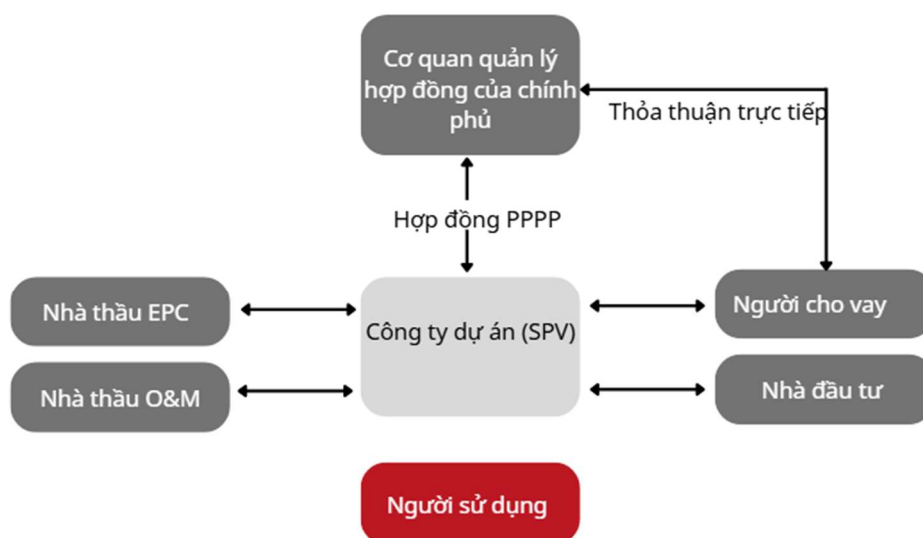 Cơ quan quản lý
hợp đồng của chính
phủ
Thỏa thuận trực tiếp
Hợp đồng PPPP
Nhà thầu EPC
Công ty dự án (SPV)
Người cho vay
Nhà thầu O&M
Nhà đầu tư
Người sử dụng